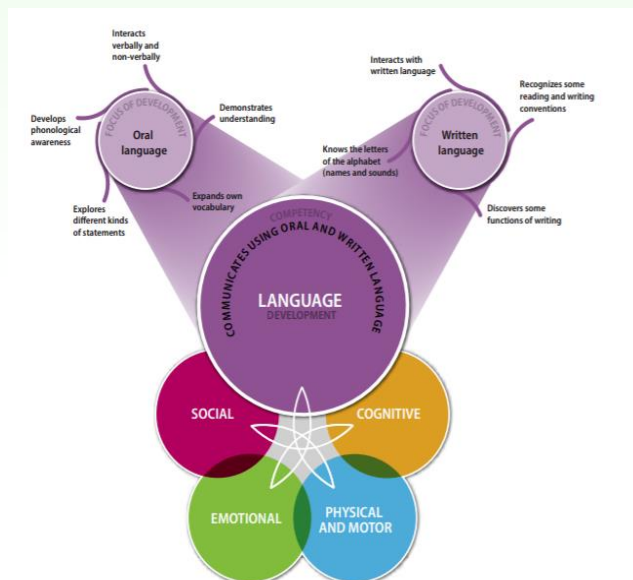 Interacts
verbally and
non-verbally
Develops
phonological
awareness
FOCUS OF DEVELOPMENT
Oral
language
Demonstrates
understanding
Explores
different kinds
of statements
Expands own
vocabulary
Interacts with
written language
Recognizes some
reading and writing
conventions
FOCUS OF DEVELOPMENT
Written
language
Knows the letters
of the alphabet
(names and sounds)
Discovers some
functions of writing
COMPETENCY
COMMUNICATES USING ORAL AND WRITTEN LANGUAGE
LANGUAGE
DEVELOPMENT
SOCIAL
COGNITIVE
EMOTIONAL
PHYSICAL
AND MOTOR